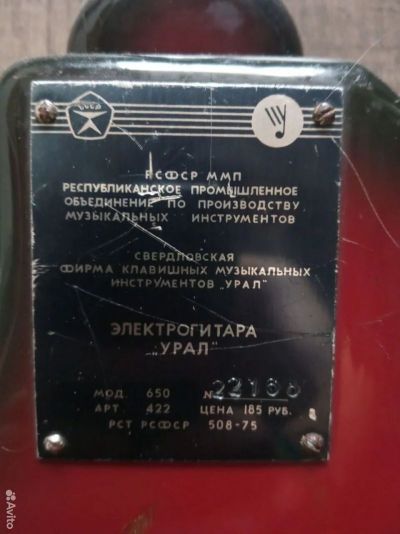 СССР
РСФСР ММП
РЕСПУБЛИКАНСКОЕ ПРОМЫШЛЕННОЕ
ОБЪЕДИНЕНИЕ ПО ПРОИЗВОДСТВУ
МУЗЫКАЛЬНЫХ ИНСТРУМЕНТОВ
СВЕРДЛОВСКАЯ
ФИРМА КЛАВИШНЫХ МУЗЫКАЛЬНЫХ
ИНСТРУМЕНТОВ „УРАЛ"
ЭЛЕКТРОГИТАРА
„УРАЛ"
МОД. 650 №
АРТ. 422 ЦЕНА 185 РУБ.
РСТ РСФСР 508-75
Avito